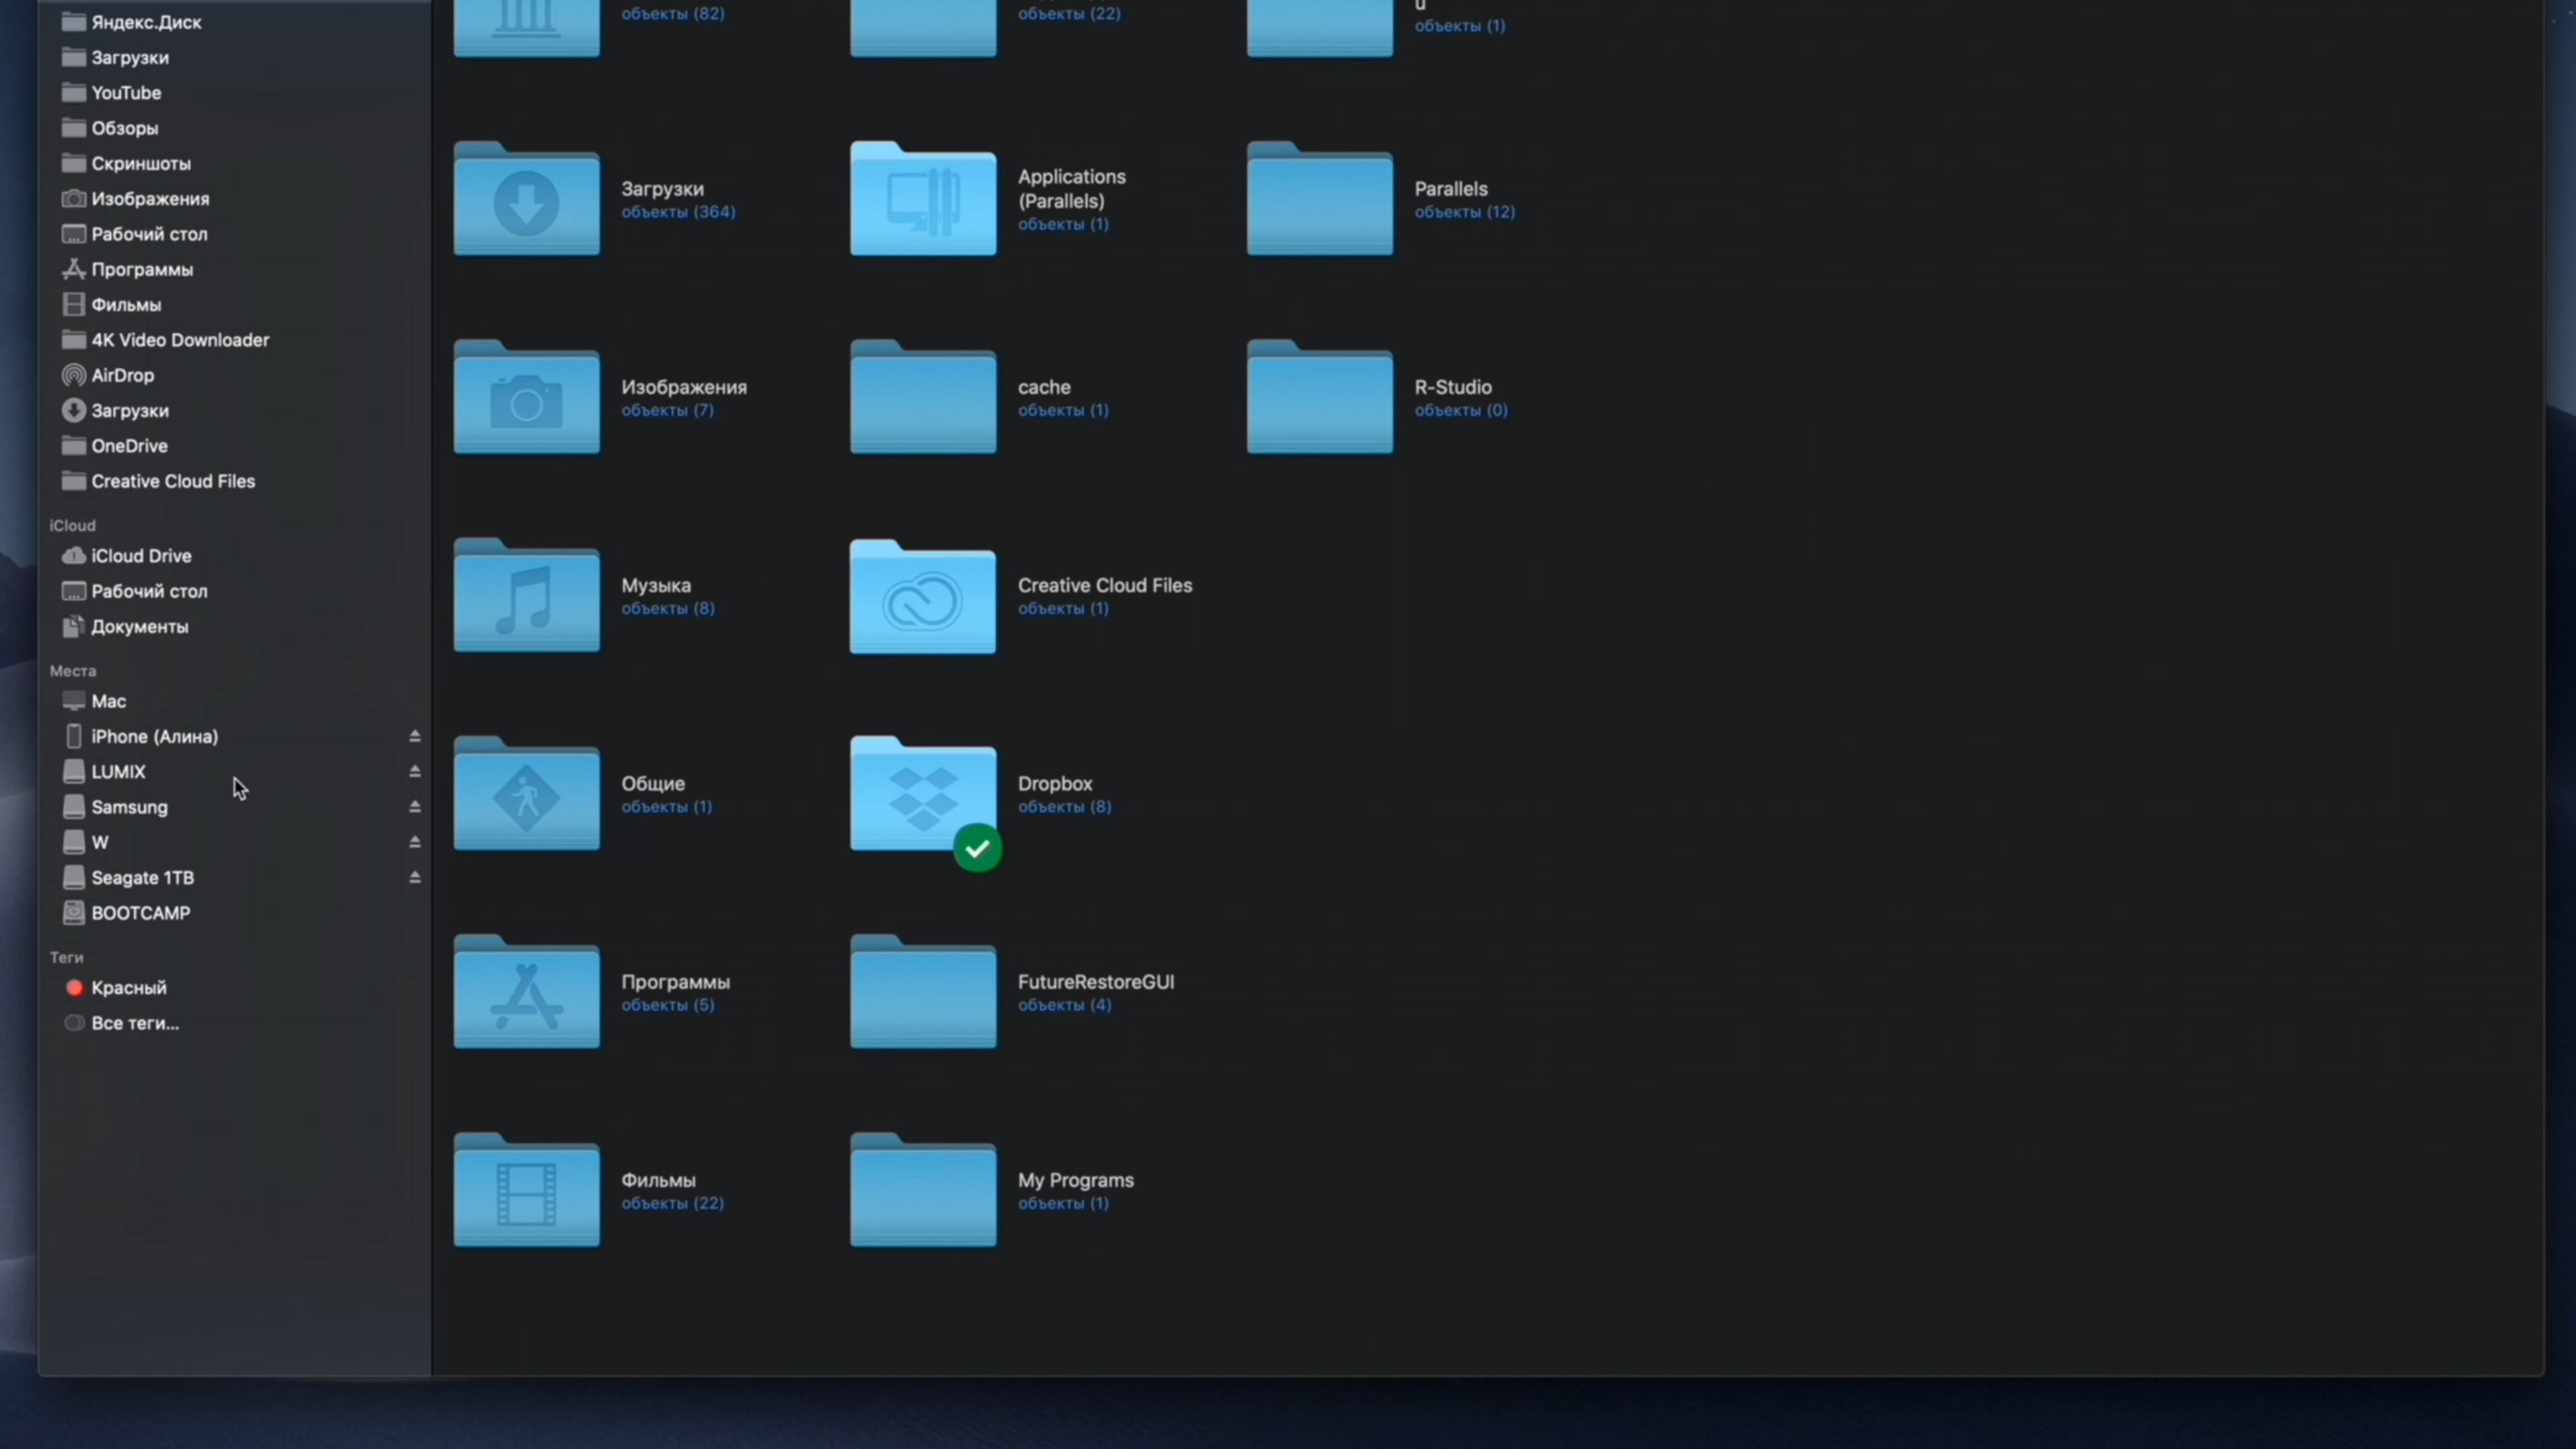 Яндекс.Диск
Загрузки
YouTube
Обзоры
Скриншоты
Изображения
Рабочий стол
Программы
Фильмы
4K Video Downloader
AirDrop
Загрузки
OneDrive
Creative Cloud Files
iCloud
iCloud Drive
Рабочий стол
Документы
Места
Mac
iPhone (Алина)
LUMIX
Samsung
W
Seagate 1TB
BOOTCAMP
Теги
Красный
Все теги...
объекты (82)
объекты (22)
объекты (1)
Загрузки
объекты (364)
Applications
(Parallels)
объекты (1)
Parallels
объекты (12)
Изображения
объекты (7)
cache
объекты (1)
R-Studio
объекты (0)
Музыка
объекты (8)
Creative Cloud Files
объекты (1)
Общие
объекты (1)
Dropbox
объекты (8)
Программы
объекты (5)
FutureRestoreGUI
объекты (4)
Фильмы
объекты (22)
My Programs
объекты (1)